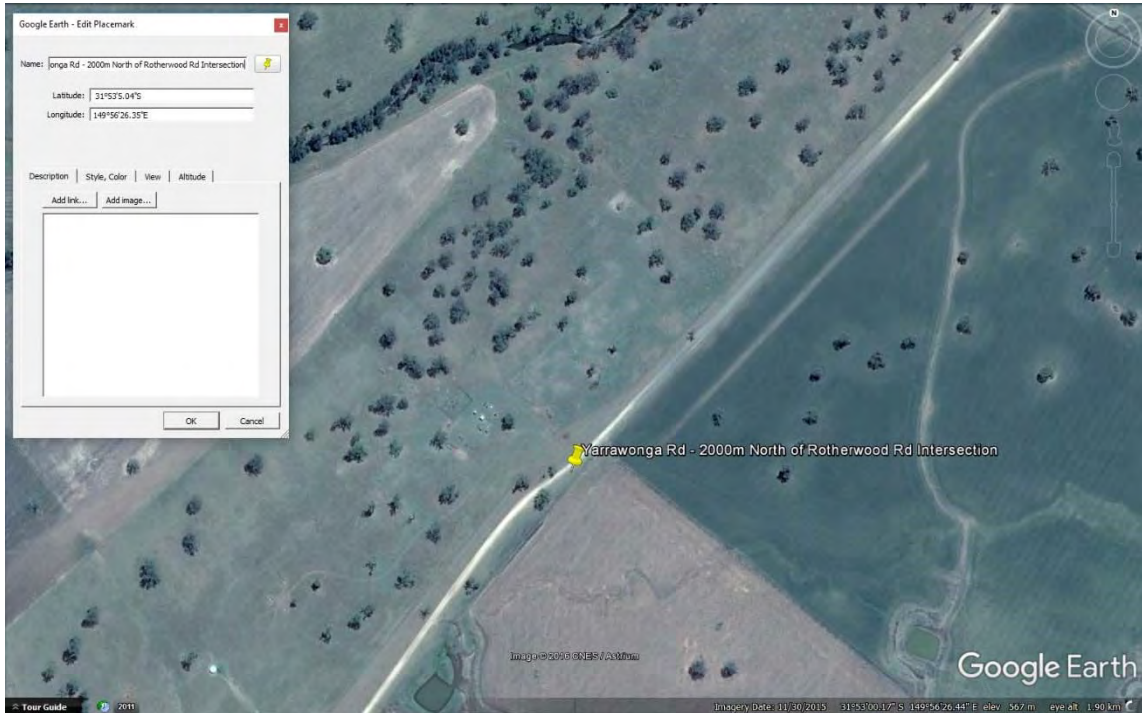 Google Earth - Edit Placemark
x
Name: onga Rd - 2000m North of Rotherwood Rd Intersection
Latitude: 31°53'5.04"S
Longitude: 149°56'26.35"E
Description Style, Color View Altitude
Add link... Add image...
OK Cancel
N
Yarrawonga Rd - 2000m North of Rotherwood Rd Intersection
Image © 2016 CNES / Astrium
Google Earth
Tour Guide 2011 Imagery Date: 11/30/2015 31°53'00.17" S 149°56'26.44" E elev 567 m eye alt 1.90 km